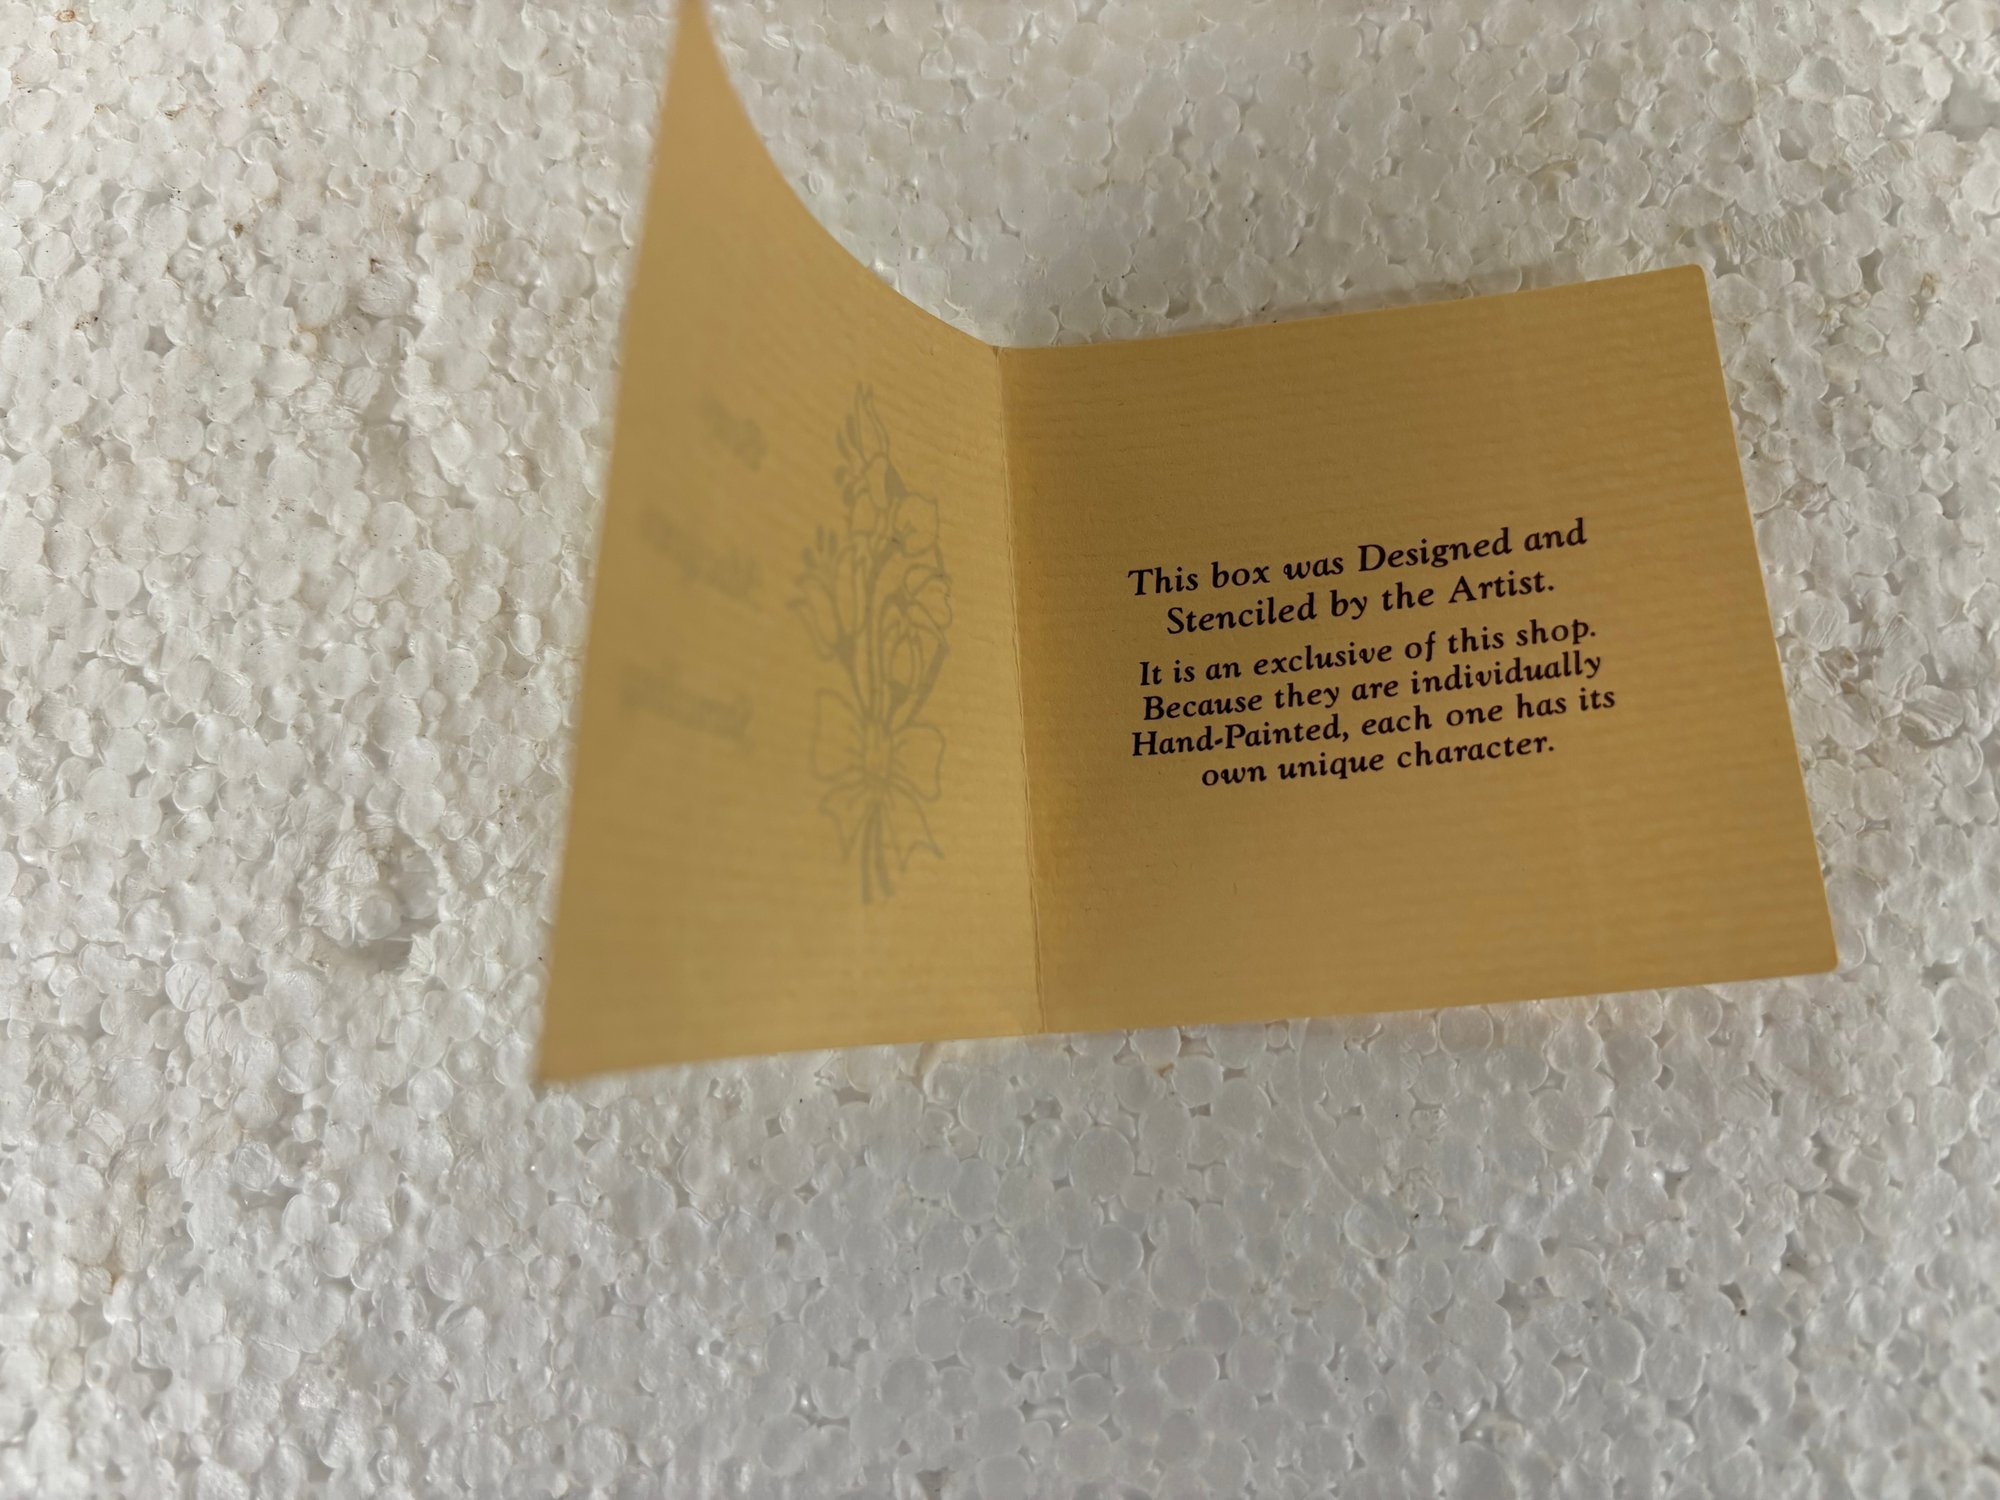 This box was Designed and
Stenciled by the Artist.
It is an exclusive of this shop.
Because they are individually
Hand-Painted, each one has its
own unique character.